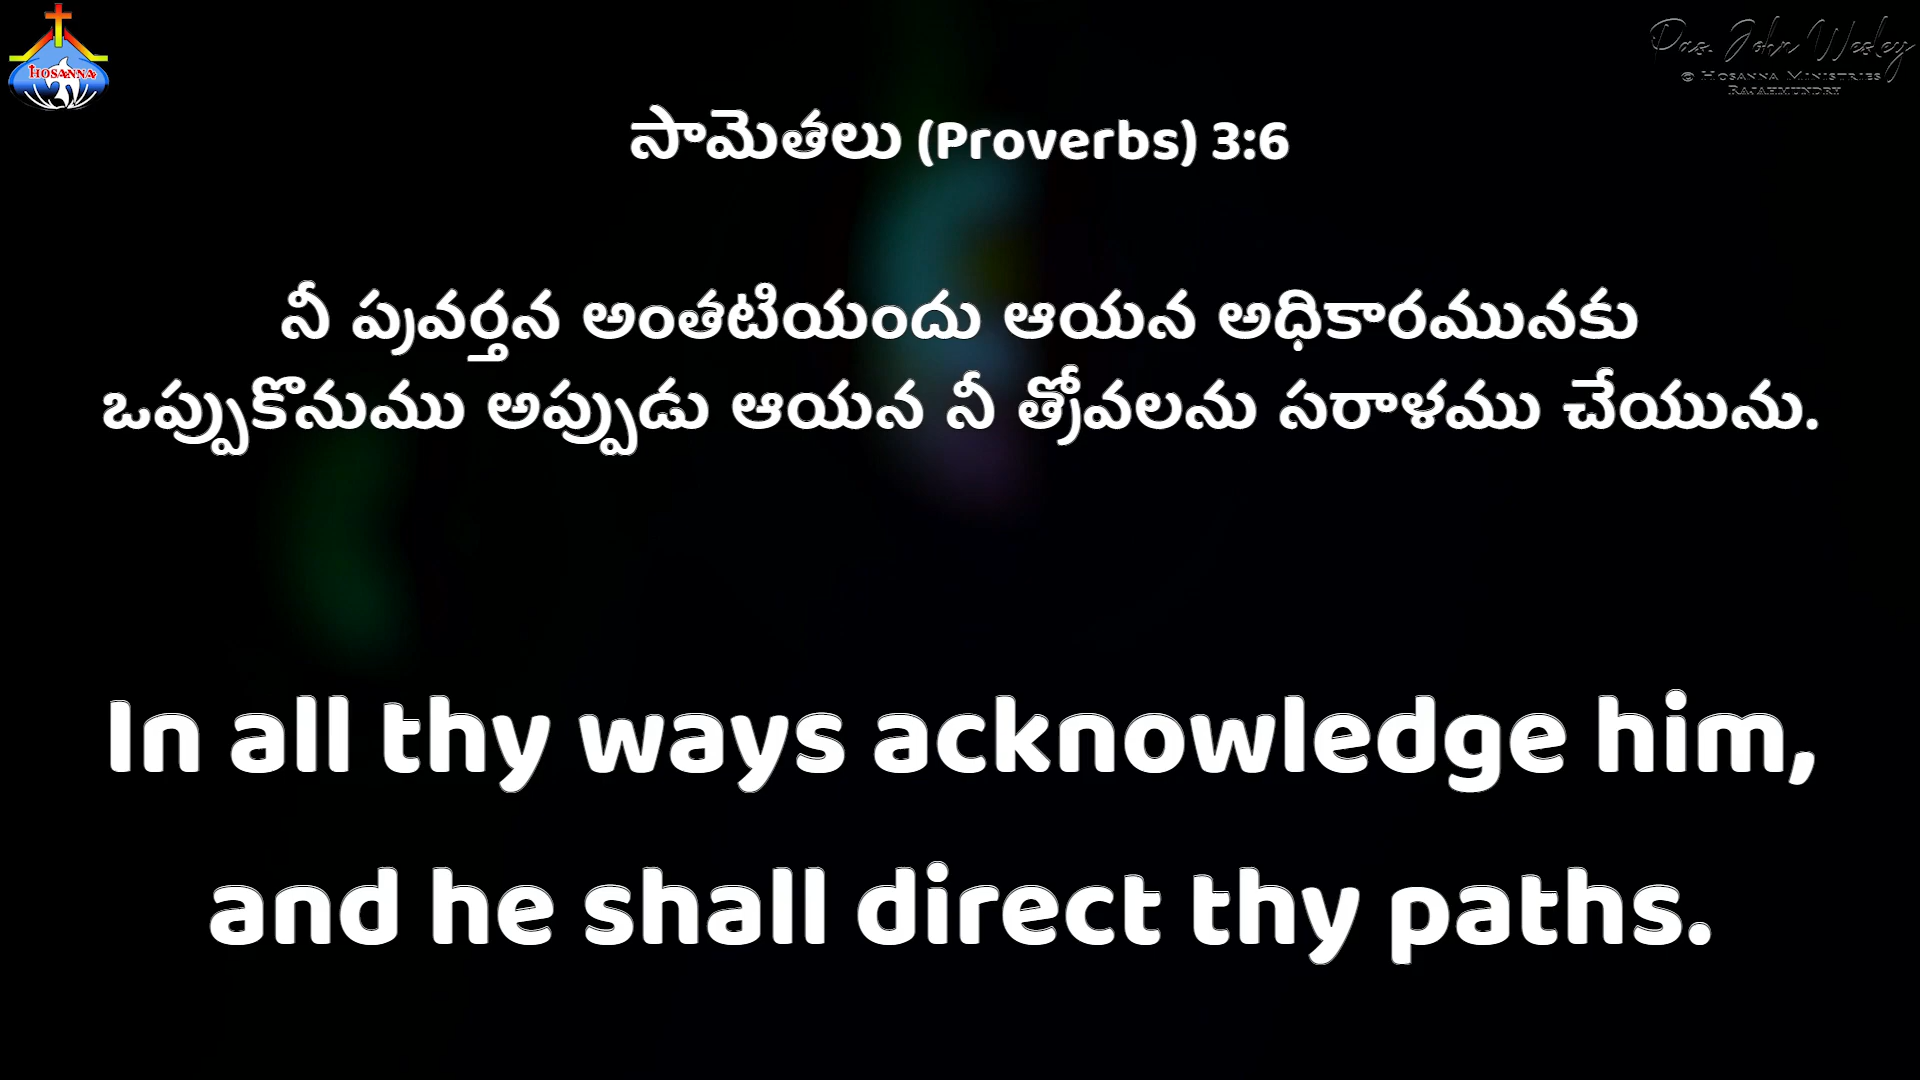 HOSANNA
Pas. John Wesley
© Hosanna Ministries
Rajahmundry
సామెతలు (Proverbs) 3:6
నీ ప్రవర్తన అంతటియందు ఆయన అధికారమునకు
ఒప్పుకొనుము అప్పుడు ఆయన నీ త్రోవలను సరాళము చేయును.
In all thy ways acknowledge him,
and he shall direct thy paths.